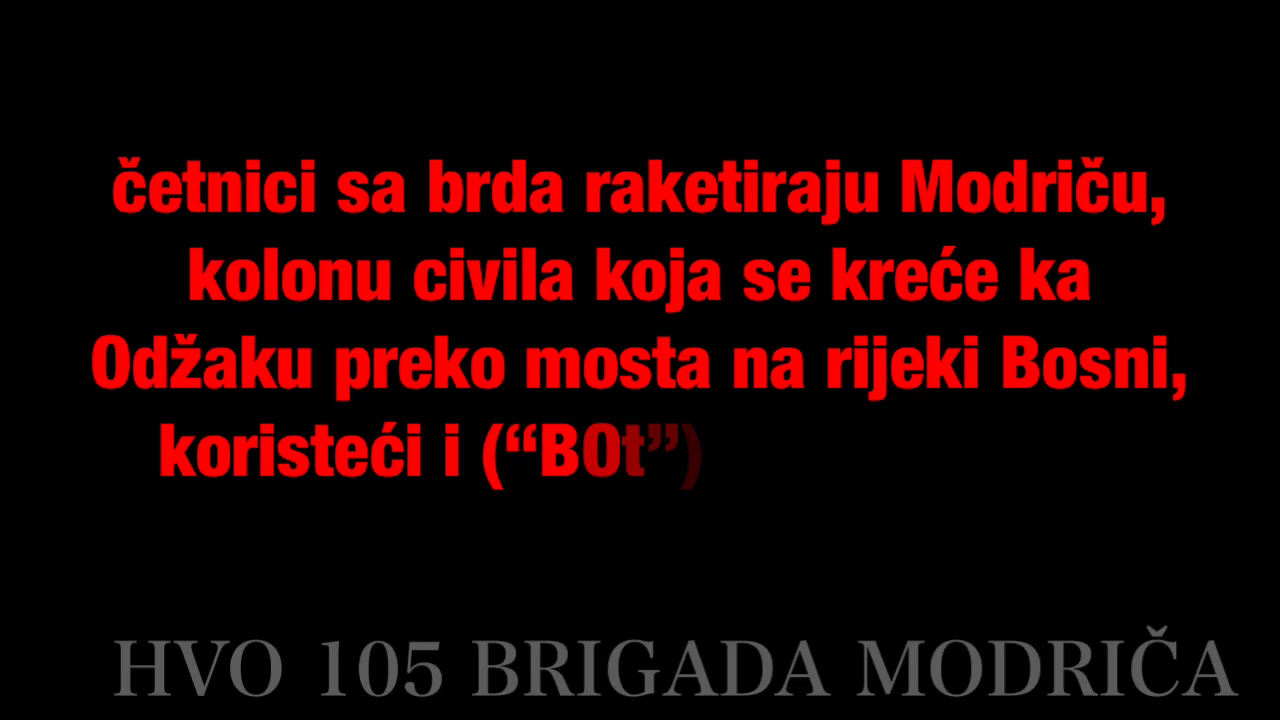 četnici sa brda raketiraju Modriču,
kolonu civila koja se kreće ka
Odžaku preko mosta na rijeki Bosni,
koristeći i (“BOt”)
HVO 105 BRIGADA MODRIČA